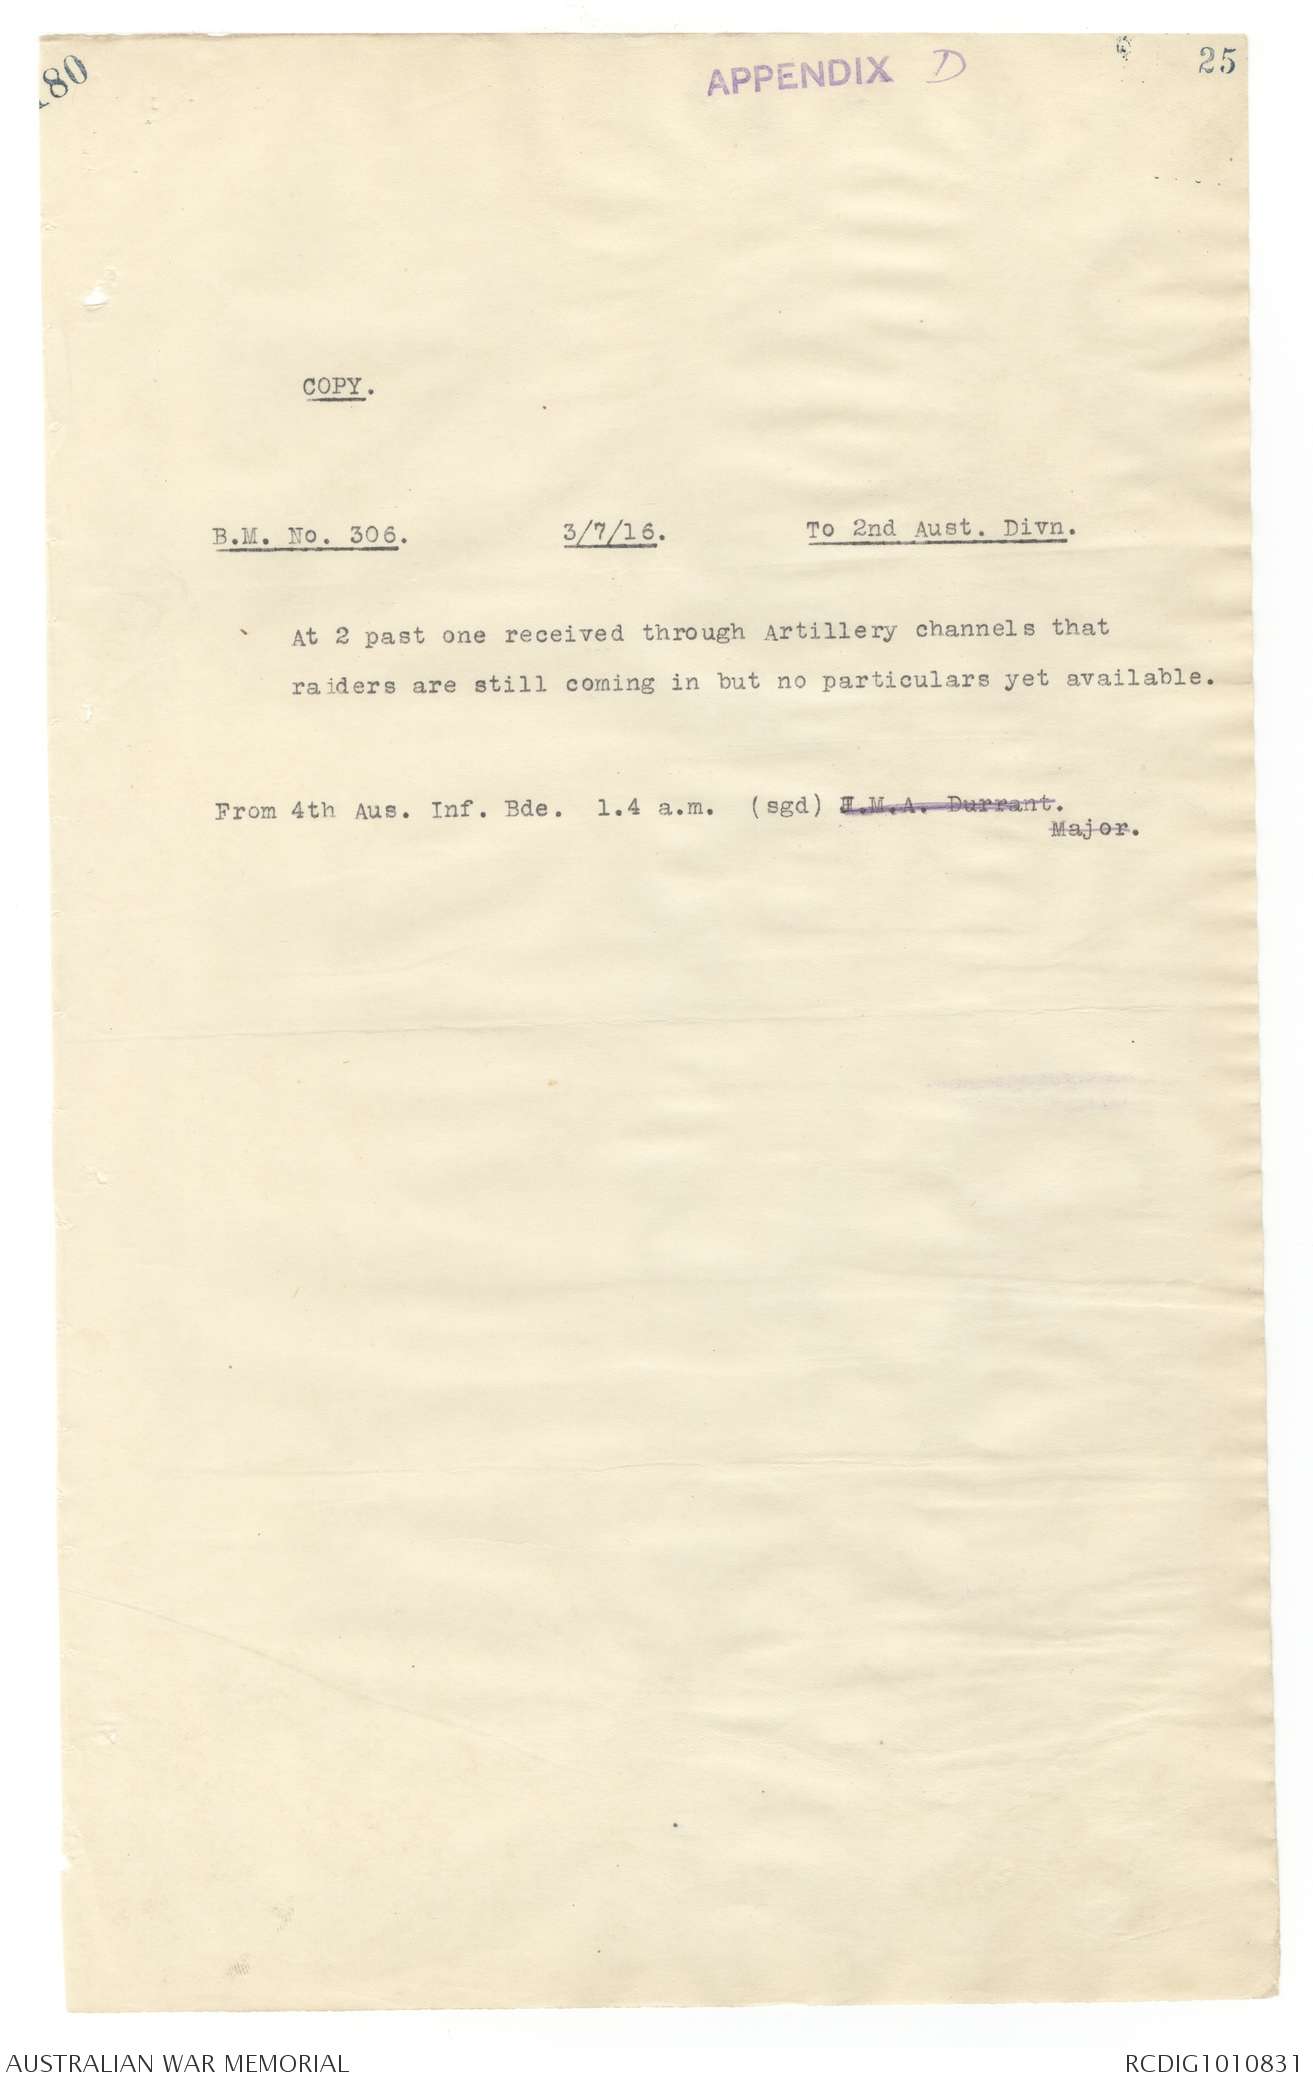 180
APPENDIX D
25
COPY.
B.M. No. 306. 3/7/16. To 2nd Aust. Divn.
At 2 past one received through Artillery channels that
raiders are still coming in but no particulars yet available.
From 4th Aus. Inf. Bde. 1.4 a.m. (sgd) J.M.A. Durrant.
Major.
AUSTRALIAN WAR MEMORIAL
RCDIG1010831